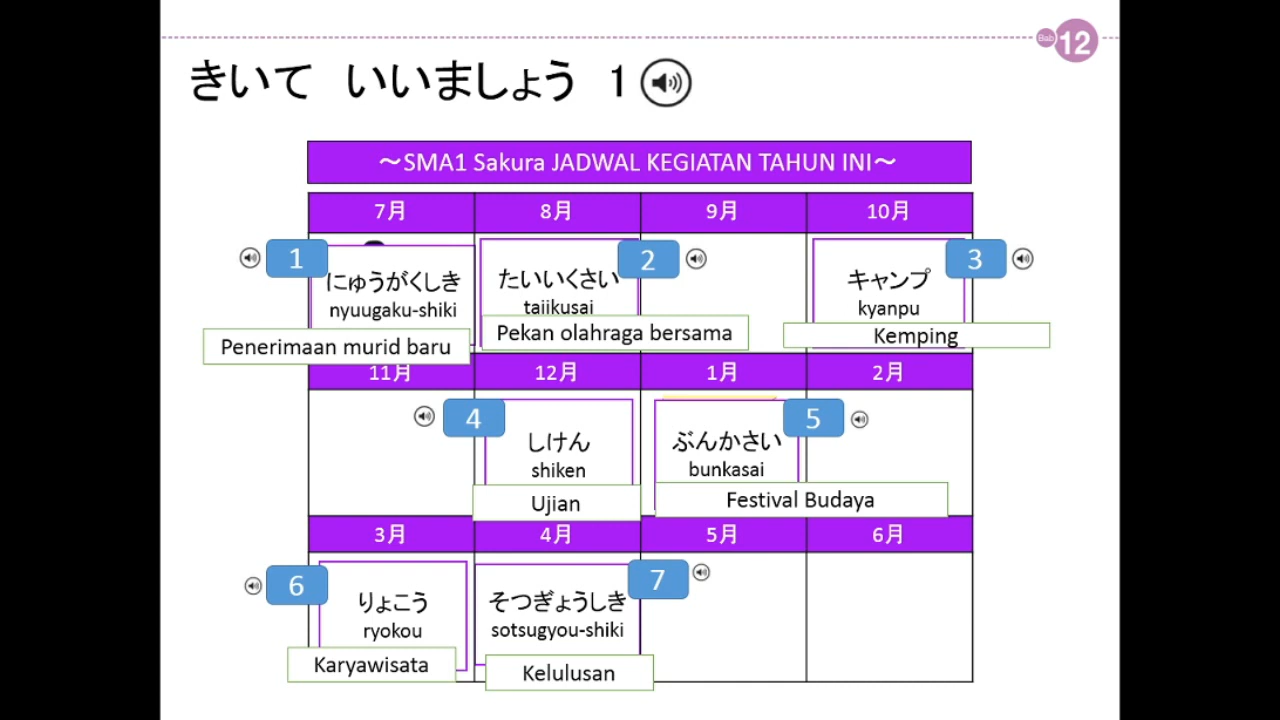 Bab 12
きいて いいましょう 1
～SMA1 Sakura JADWAL KEGIATAN TAHUN INI～
7月 8月 9月 10月
1
にゅうがくしき
nyuugaku-shiki
Penerimaan murid baru
2
たいいくさい
taiikusai
Pekan olahraga bersama
3
キャンプ
kyanpu
Kemping
11月 12月 1月 2月
4
しけん
shiken
Ujian
5
ぶんかさい
bunkasai
Festival Budaya
3月 4月 5月 6月
6
りょこう
ryokou
Karyawisata
7
そつぎょうしき
sotsugyou-shiki
Kelulusan